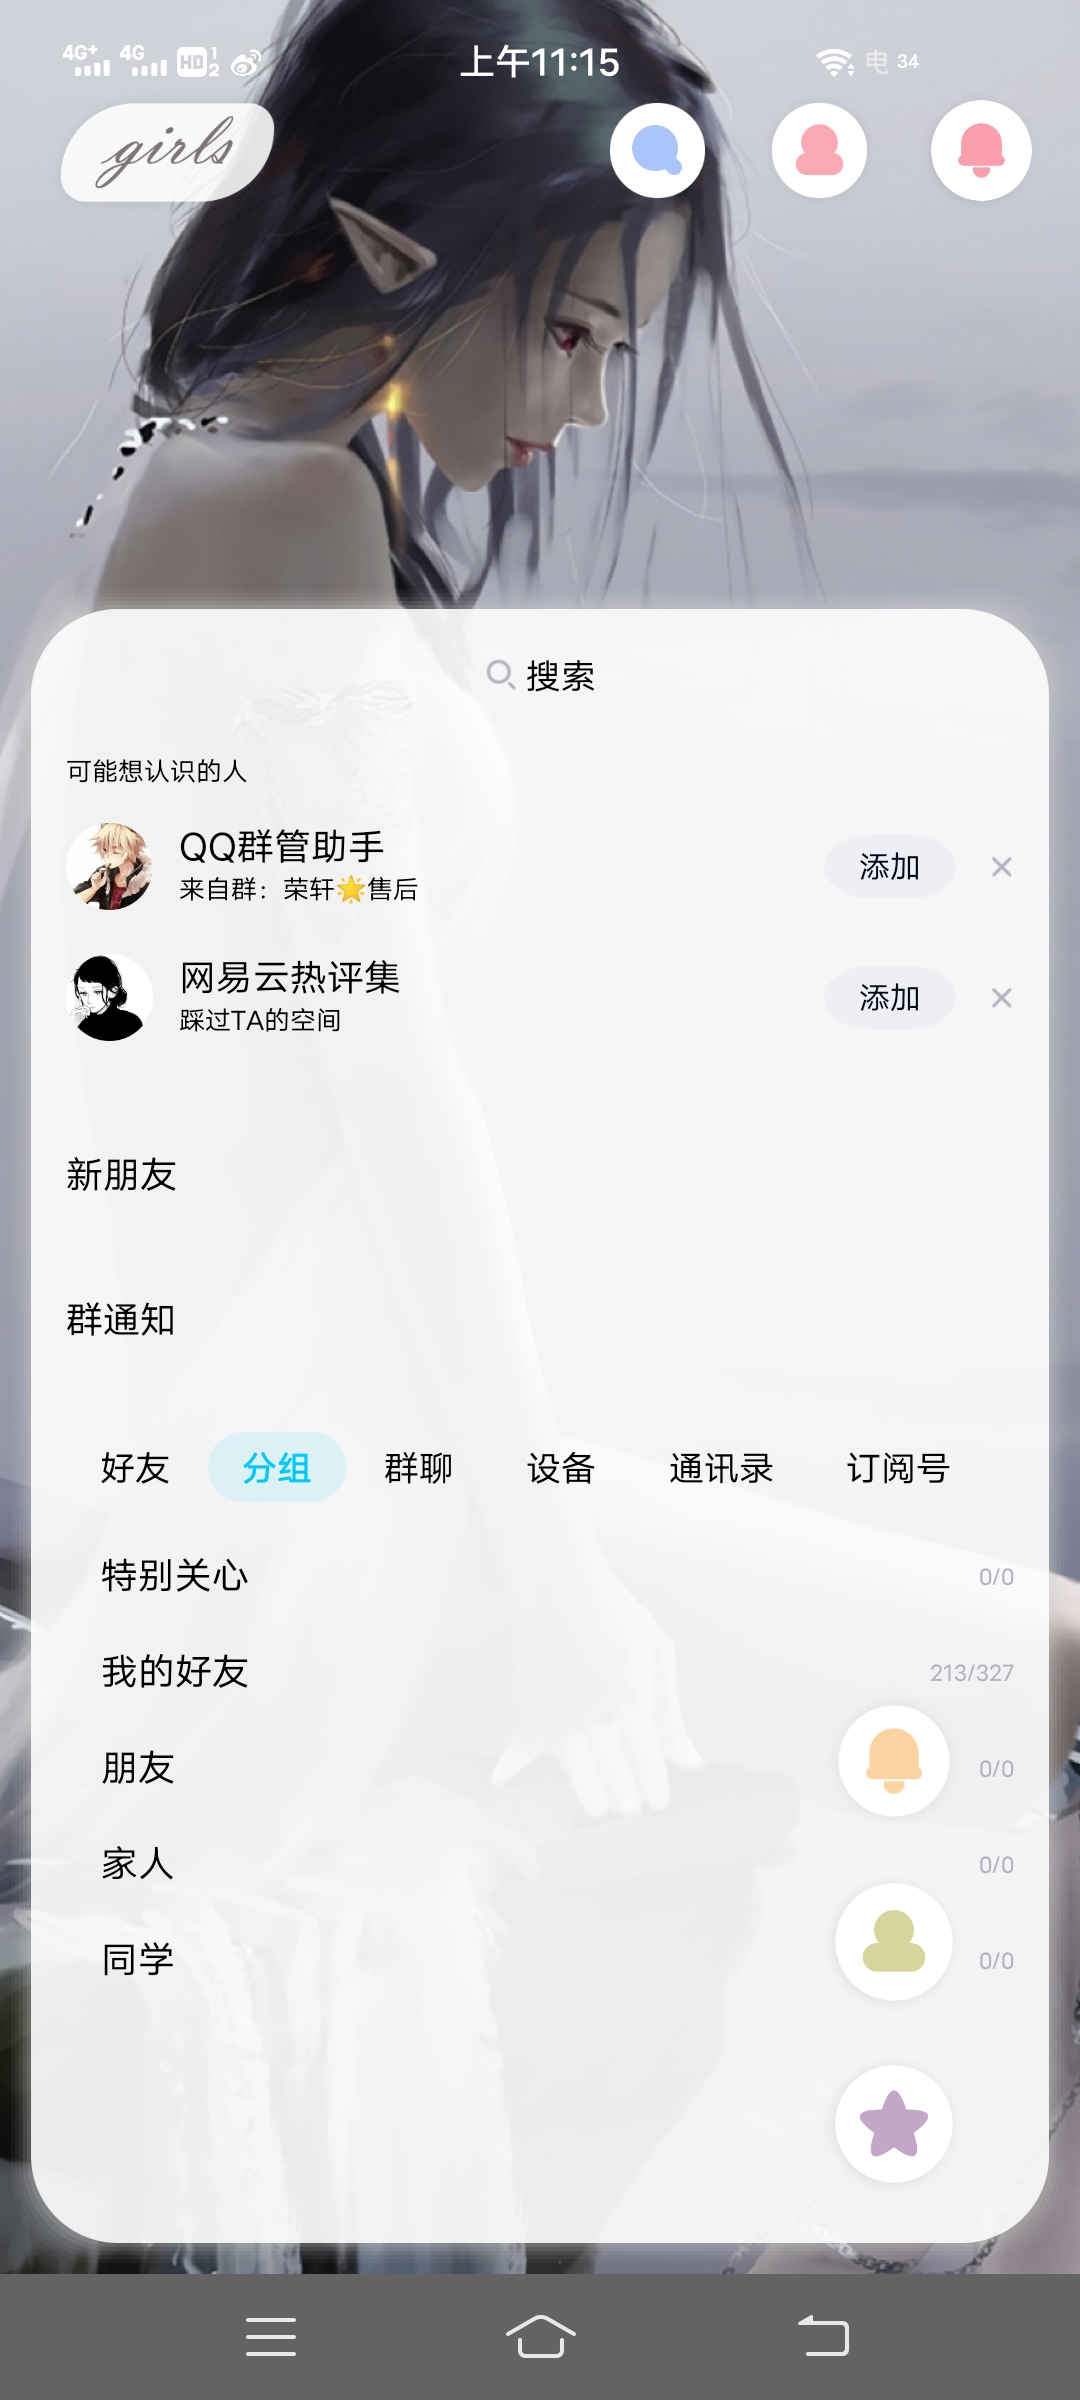 4G+ 4G HD 1 2 上午11:15 电 34
girls
搜索
可能想认识的人
QQ群管助手
来自群：荣轩🌟售后
添加
网易云热评集
踩过TA的空间
添加
新朋友
群通知
好友 分组 群聊 设备 通讯录 订阅号
特别关心 0/0
我的好友 213/327
朋友 0/0
家人 0/0
同学 0/0